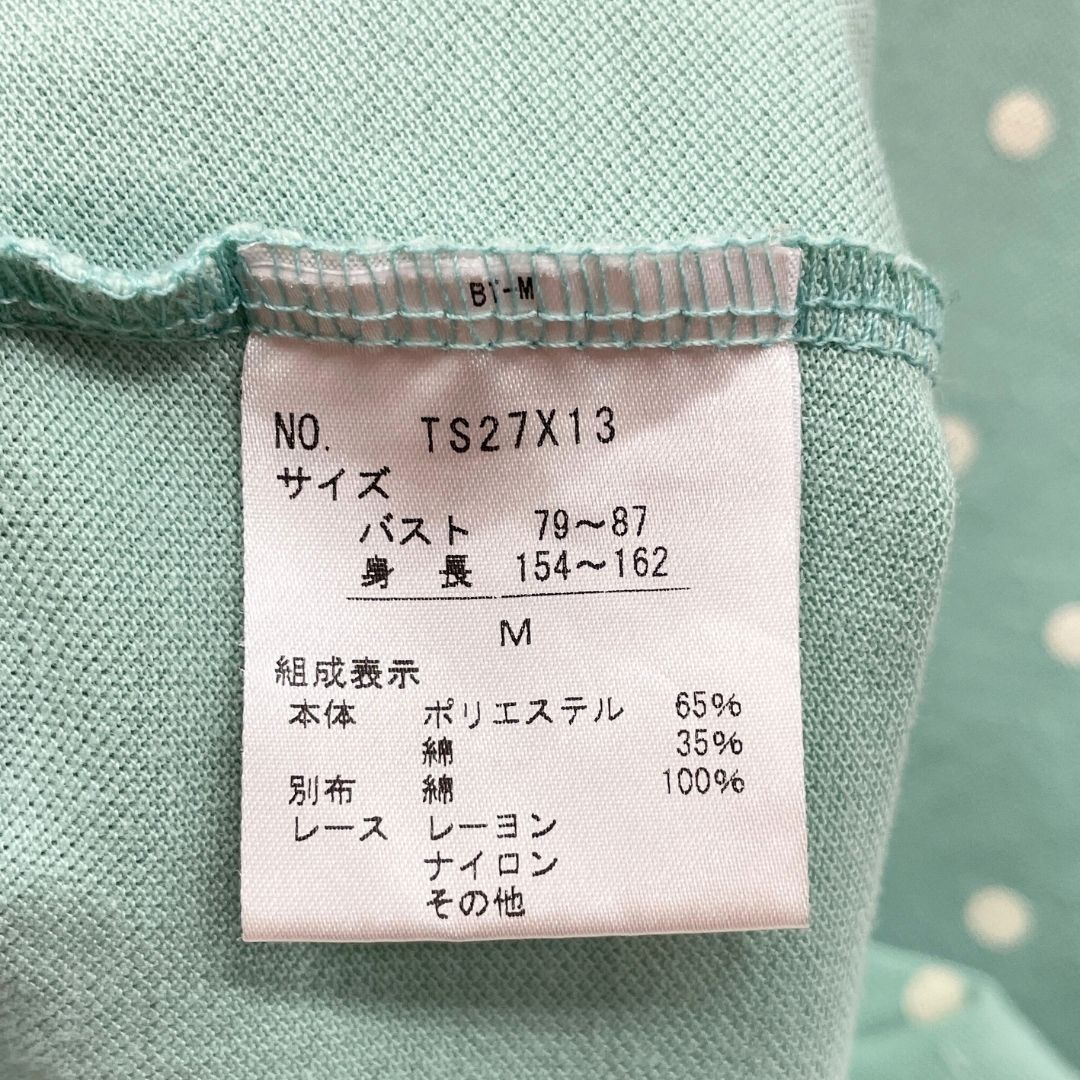 BT-M
NO. TS27X13
サイズ
バスト 79～87
身長 154～162
M
組成表示
本体 ポリエステル 65%
綿 35%
別布 綿 100%
レース レーヨン
ナイロン
その他